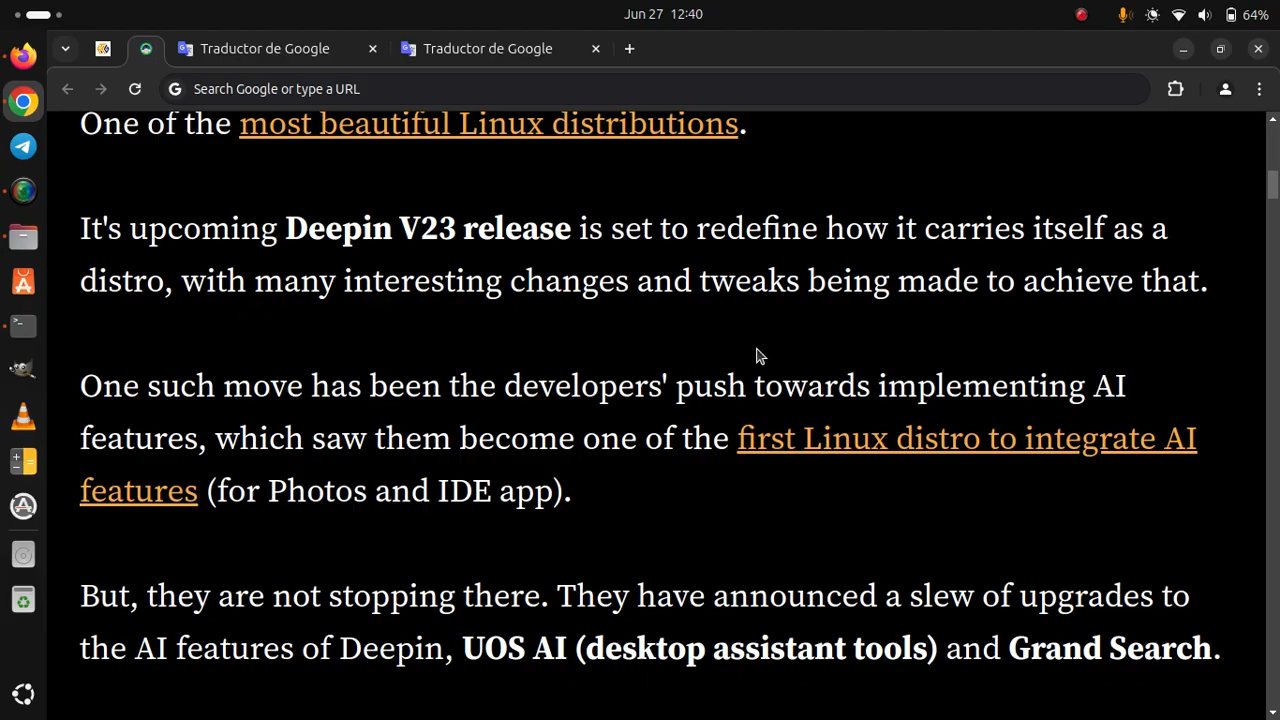 Jun 27 12:40
64%
Traductor de Google
Traductor de Google
Search Google or type a URL
One of the most beautiful Linux distributions.
It's upcoming Deepin V23 release is set to redefine how it carries itself as a
distro, with many interesting changes and tweaks being made to achieve that.
One such move has been the developers' push towards implementing AI
features, which saw them become one of the first Linux distro to integrate AI
features (for Photos and IDE app).
But, they are not stopping there. They have announced a slew of upgrades to
the AI features of Deepin, UOS AI (desktop assistant tools) and Grand Search.